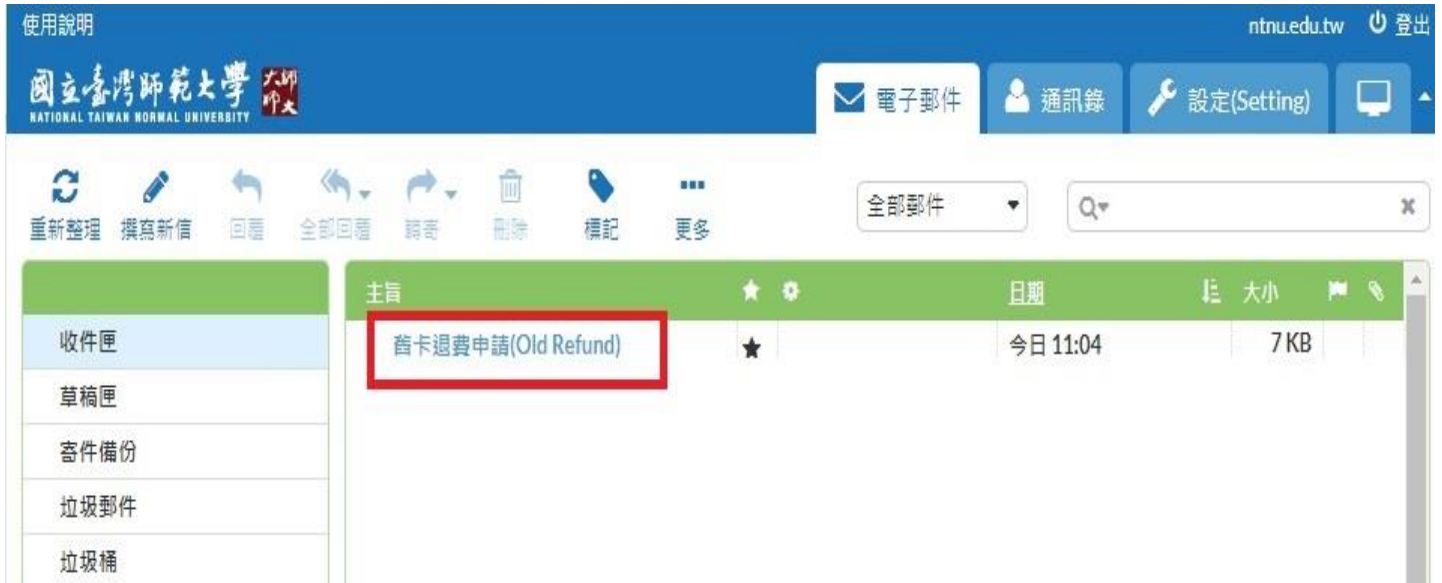 使用說明
ntnu.edu.tw 登出
國立臺灣師範大學 師大 大師
NATIONAL TAIWAN NORMAL UNIVERSITY
電子郵件 通訊錄 設定(Setting)
重新整理 撰寫新信 回覆 全部回覆 轉寄 刪除 標記 更多
全部郵件
主旨 日期 大小
收件匣
舊卡退費申請(Old Refund) 今日 11:04 7 KB
草稿匣
寄件備份
垃圾郵件
垃圾桶